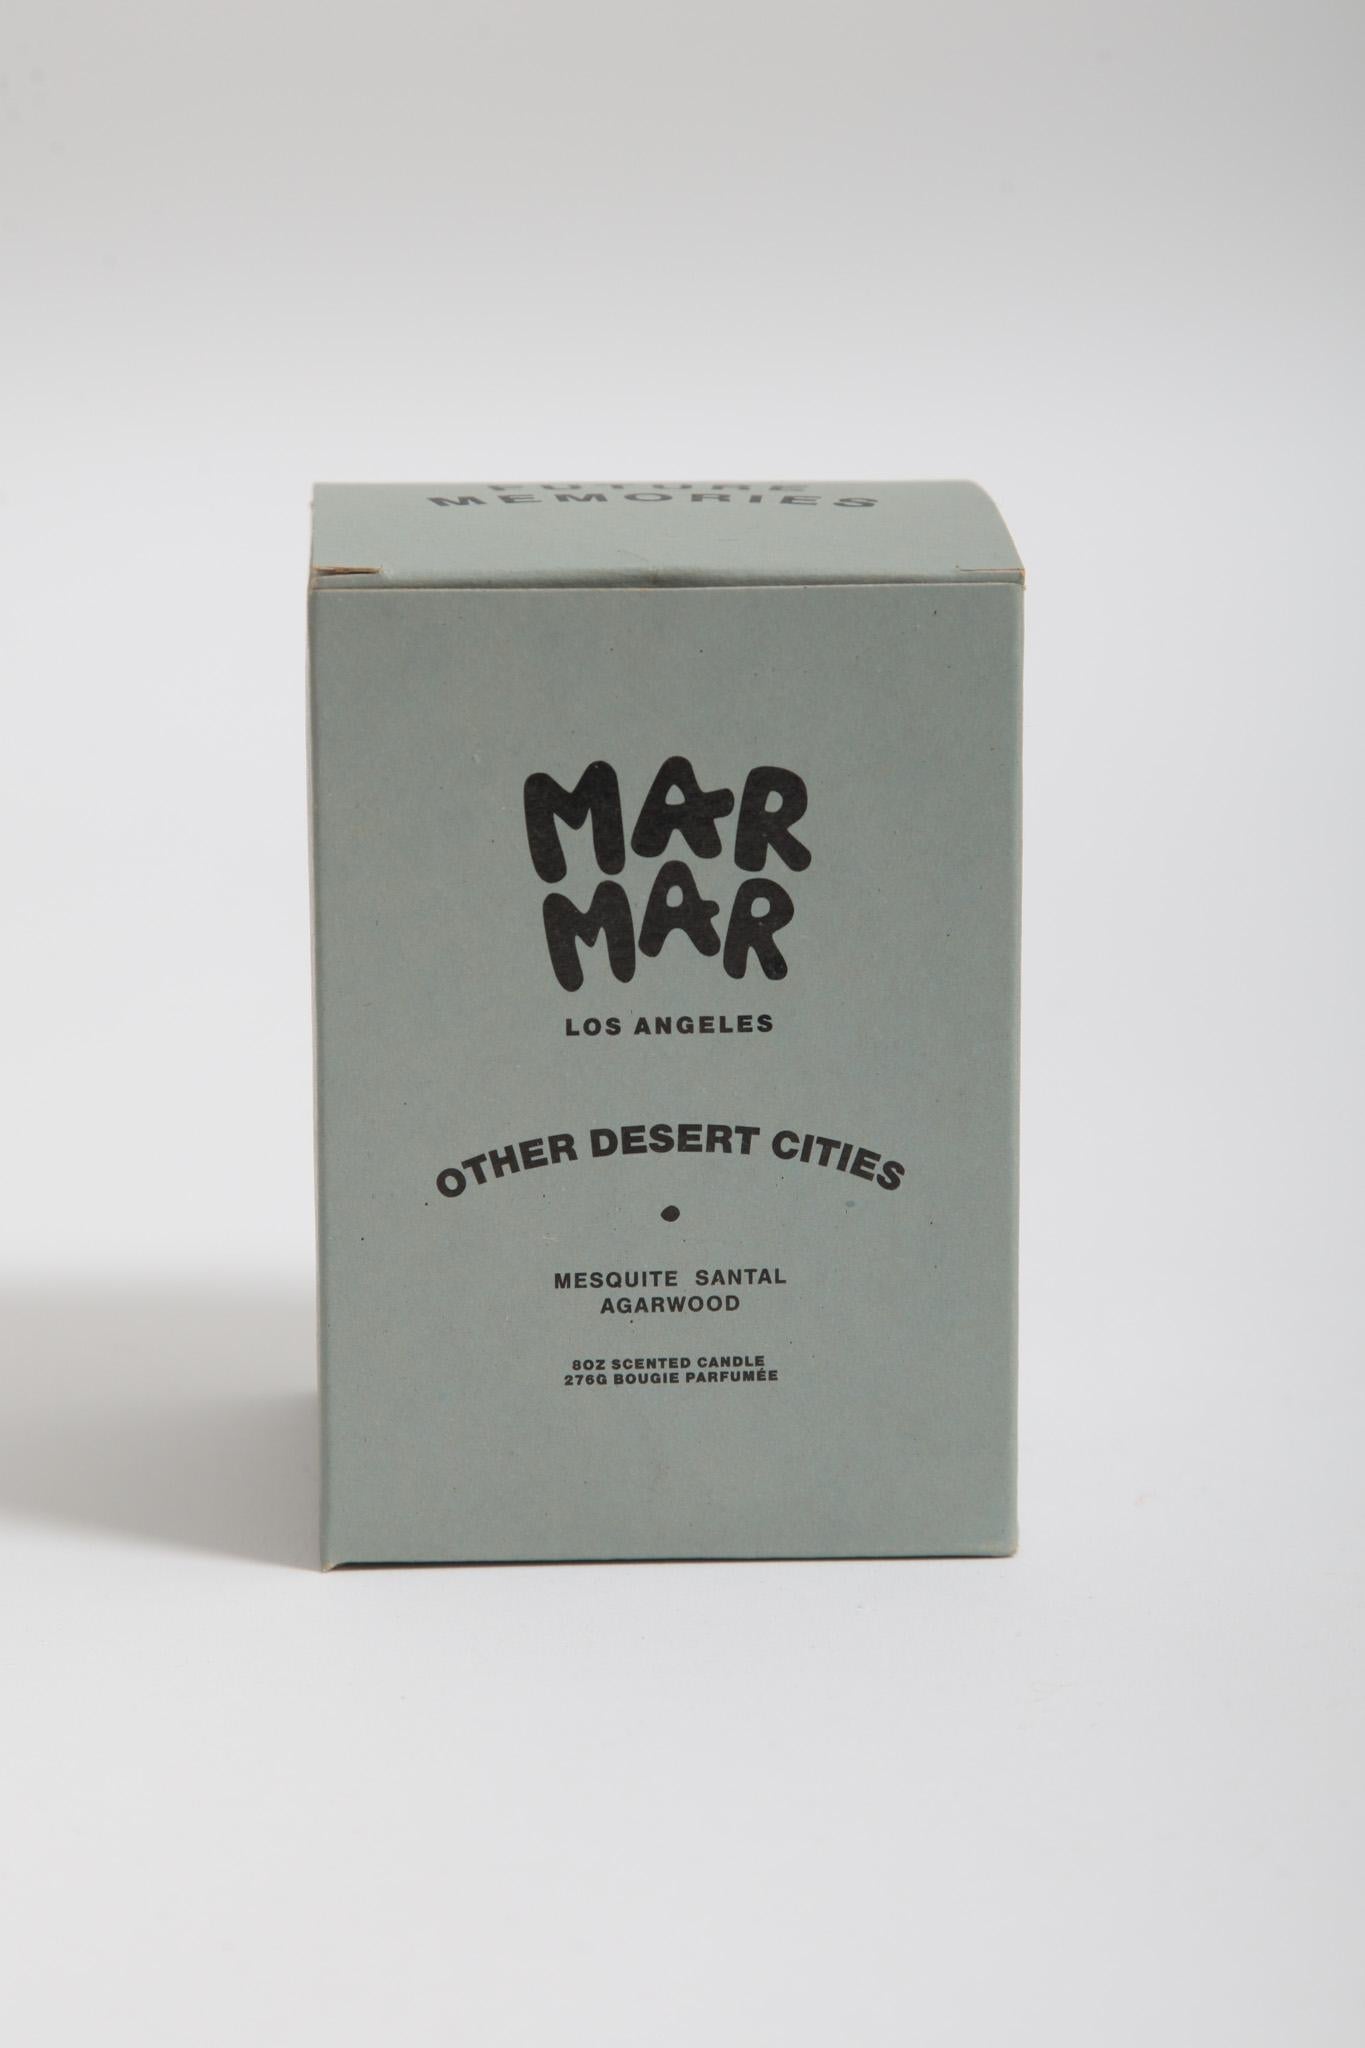 FUTURE
MEMORIES
MAR
MAR
LOS ANGELES
OTHER DESERT CITIES
MESQUITE SANTAL
AGARWOOD
8OZ SCENTED CANDLE
276G BOUGIE PARFUMÉE